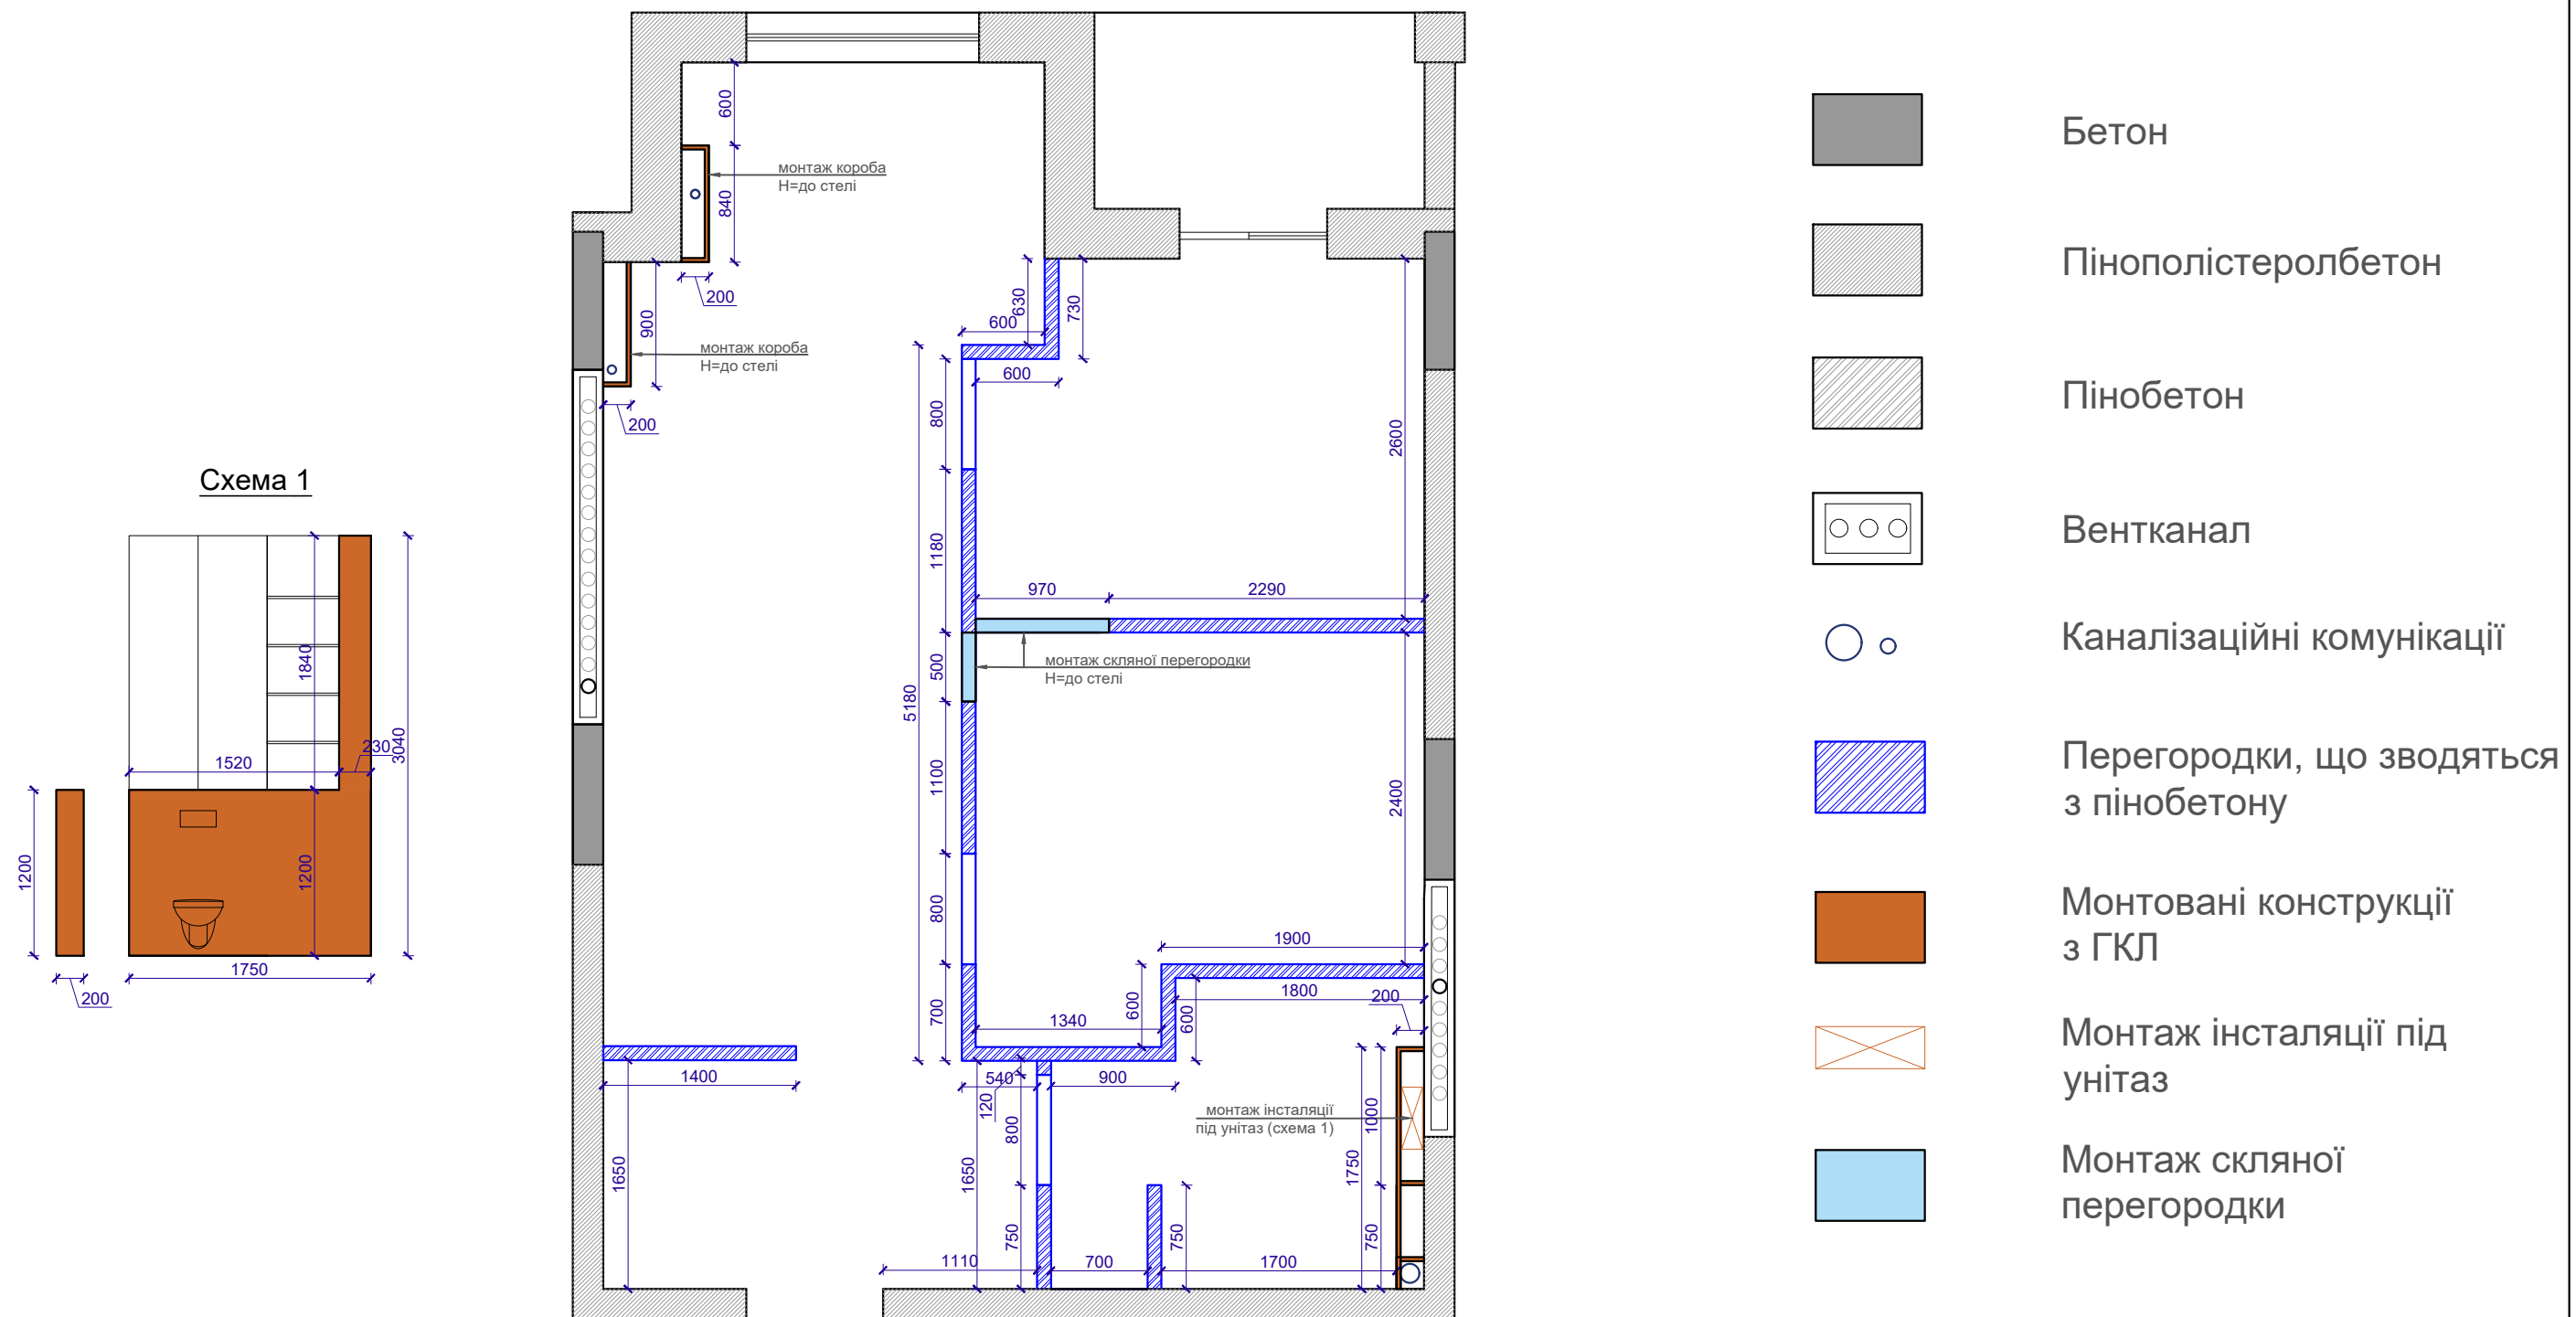 Схема 1
1840
3040
1520
230
1200
1200
1750
200
600
монтаж короба
Н=до стелі
840
200
900
монтаж короба
Н=до стелі
200
630
730
600
600
800
2600
1180
970
2290
500
монтаж скляної перегородки
Н=до стелі
5180
1100
2400
800
1900
1800
200
600
600
700
1340
1400
540
900
120
монтаж інсталяції
під унітаз (схема 1)
1000
800
1650
1650
1750
750
750
750
1110
700
1700
Бетон
Пінополістеролбетон
Пінобетон
Вентканал
Каналізаційні комунікації
Перегородки, що зводяться
з пінобетону
Монтовані конструкції
з ГКЛ
Монтаж інсталяції під
унітаз
Монтаж скляної
перегородки